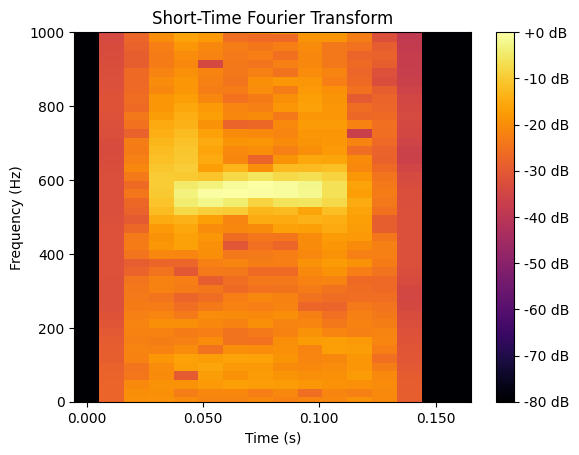 Short-Time Fourier Transform
1000
800
600
400
200
0
Frequency (Hz)
0.000
0.050
0.100
0.150
Time (s)
+0 dB
-10 dB
-20 dB
-30 dB
-40 dB
-50 dB
-60 dB
-70 dB
-80 dB